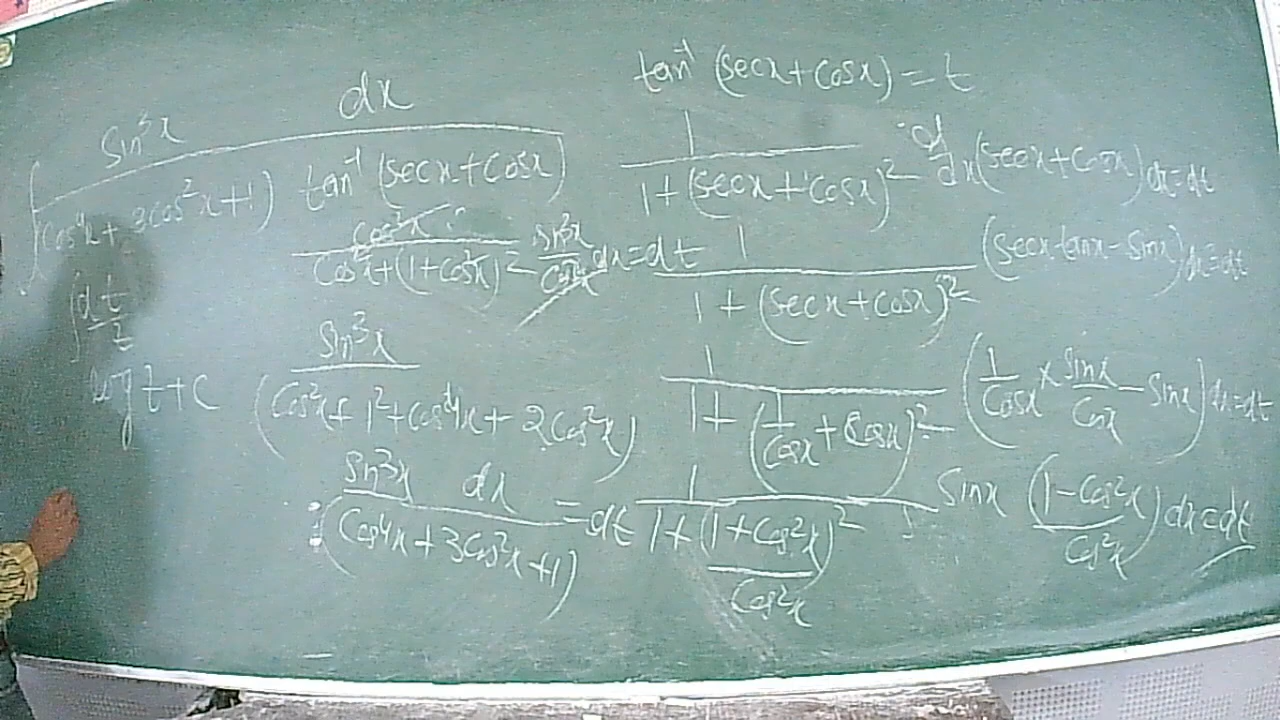 sin³x dx
∫ (cos⁴x + 3cos²x+1) tan⁻¹ (secx+cosx)
∫ dt/t
log t+c
tan⁻¹ (secx+cosx) = t
1/(1+(secx+cosx)²) d/dx (secx+cosx) dx=dt
1/(1+(secx+cosx)²) (secx tanx - sinx) dx=dt
1/(1+(1/cosx + cosx)²) (1/cosx × sinx/cosx - sinx) dx=dt
1/(1+(1+cos²x)²/cos²x) sinx (1-cos²x/cos²x) dx=dt
cos²x/(cos²x+(1+cos²x)²) sin³x/cos²x dx=dt
sin³x/(cos²x+1²+cos⁴x+2cos²x)
sin³x dx/(cos⁴x+3cos²x+1) = dt